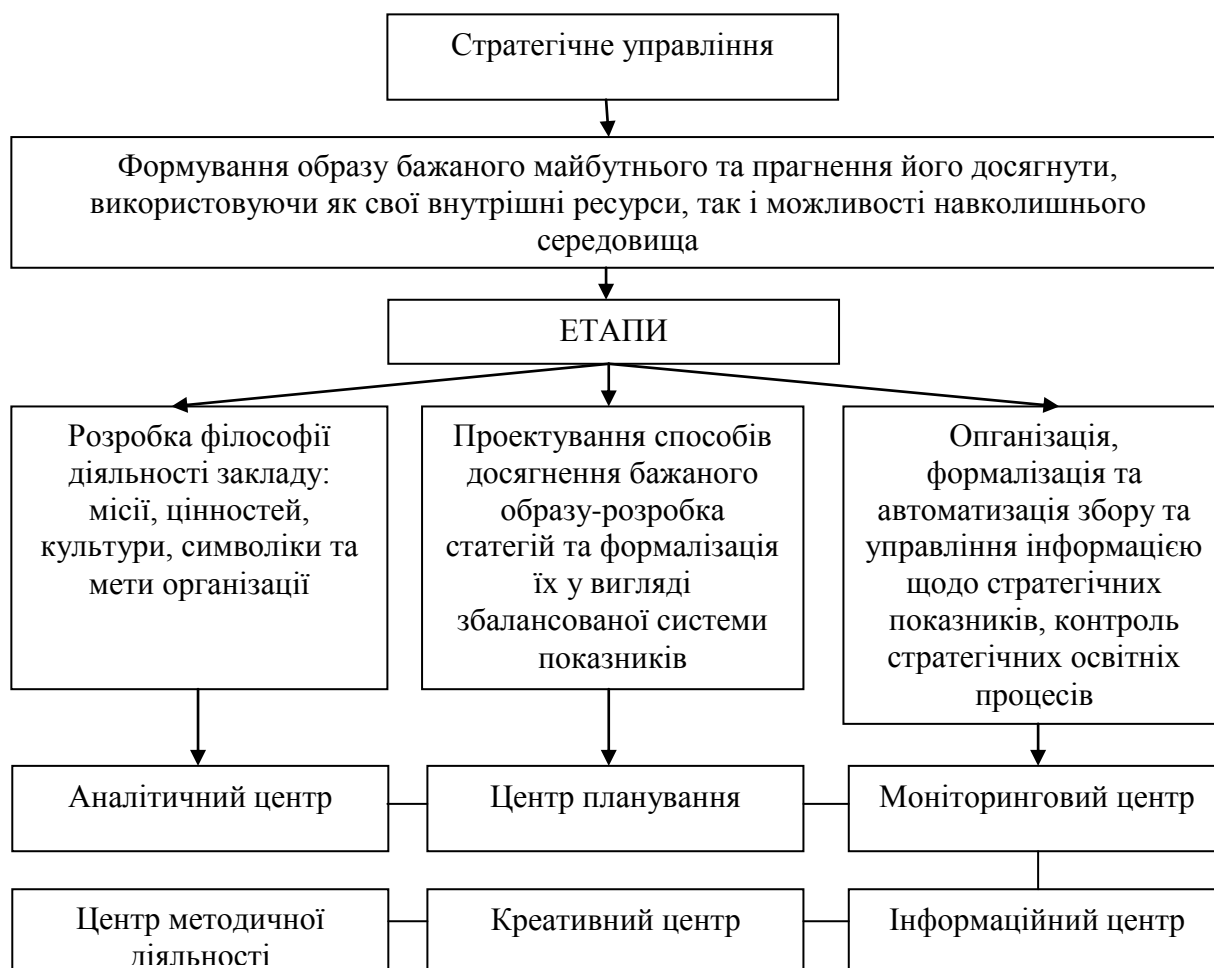 Стратегічне управління
Формування образу бажаного майбутнього та прагнення його досягнути,
використовуючи як свої внутрішні ресурси, так і можливості навколишнього
середовища
ЕТАПИ
Розробка філософії
діяльності закладу:
місії, цінностей,
культури, символіки та
мети організації
Проектування способів
досягнення бажаного
образу-розробка
статегій та формалізація
їх у вигляді
збалансованої системи
показників
Опганізація,
формалізація та
автоматизація збору та
управління інформацією
щодо стратегічних
показників, контроль
стратегічних освітніх
процесів
Аналітичний центр
Центр планування
Моніторинговий центр
Центр методичної
діяльності
Креативний центр
Інформаційний центр